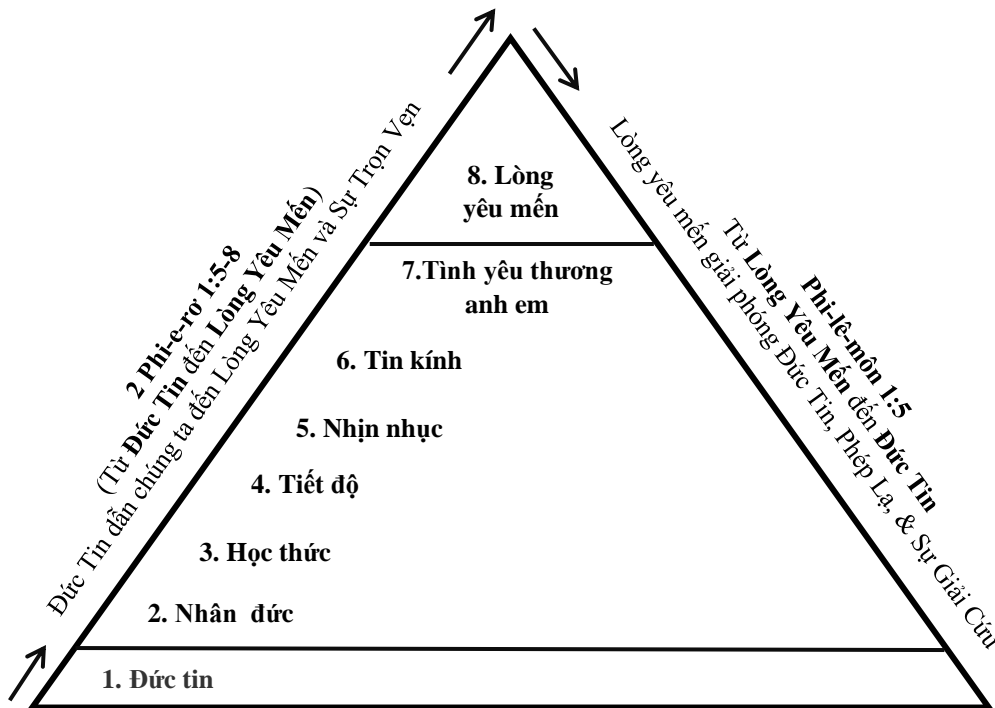 2 Phi-e-rơ 1:5-8
(Từ Đức Tin đến Lòng Yêu Mến)
Đức Tin dẫn chúng ta đến Lòng Yêu Mến và Sự Trọn Vẹn
8. Lòng
yêu mến
7.Tình yêu thương
anh em
6. Tin kính
5. Nhịn nhục
4. Tiết độ
3. Học thức
2. Nhân đức
1. Đức tin
Phi-lê-môn 1:5
Từ Lòng Yêu Mến đến Đức Tin
Lòng yêu mến giải phóng Đức Tin, Phép Lạ, & Sự Giải Cứu